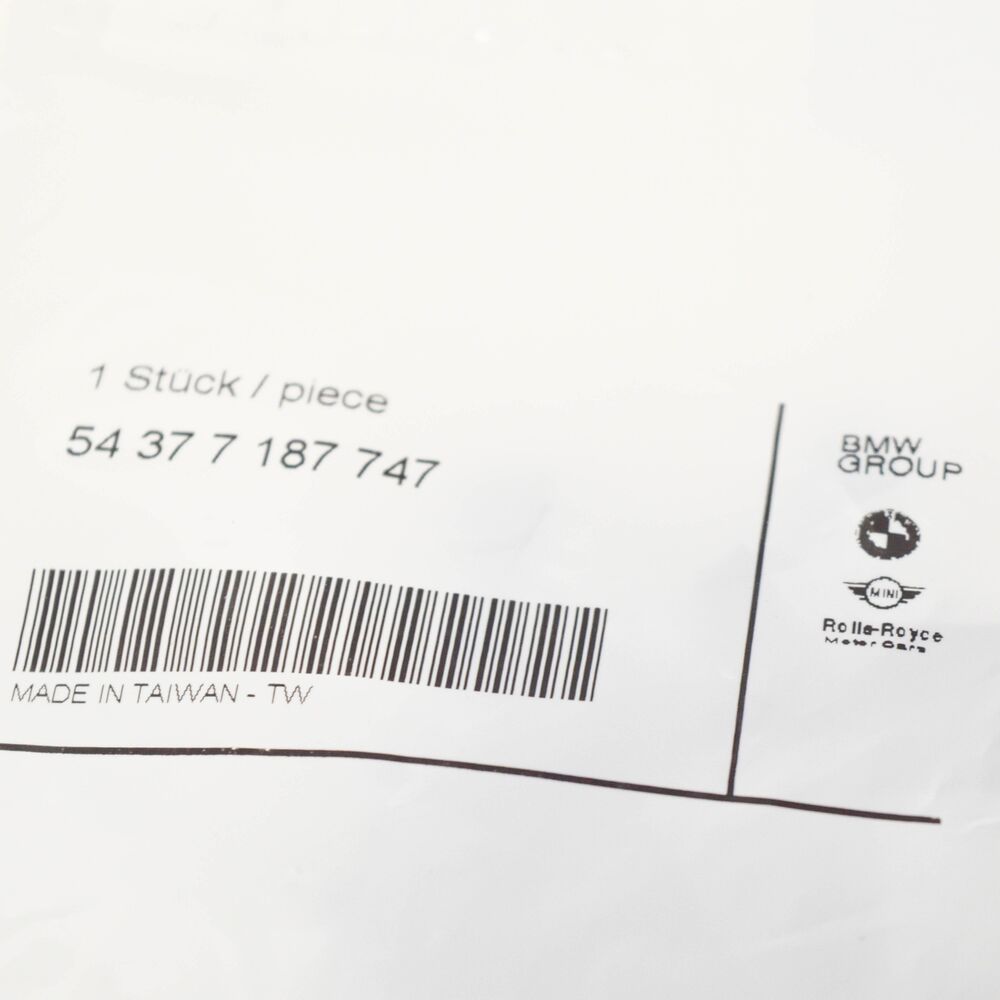 1 Stück / piece
54 37 7 187 747
MADE IN TAIWAN - TW
BMW
GROUP
MINI
Rolls-Royce
Motor Cars